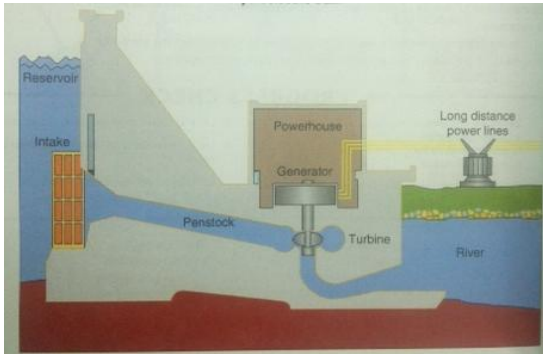 Reservoir
Intake
Powerhouse
Long distance
power lines
Generator
Penstock
Turbine
River